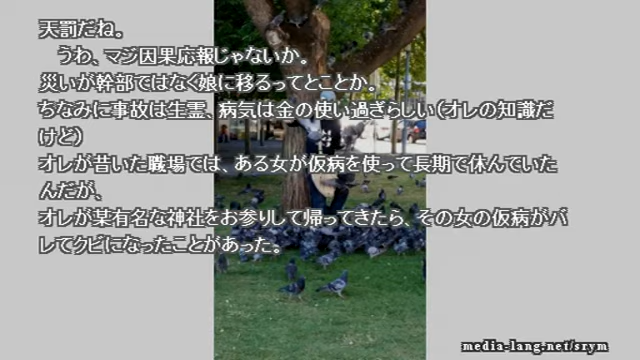 天罰だね。
うわ、マジ因果応報じゃないか。
災いが幹部ではなく娘に移るってとことか。
ちなみに事故は生霊、病気は金の使い過ぎらしい（オレの知識だ
けど）
オレが昔いた職場では、ある女が仮病を使って長期で休んでいた
んだが、
オレが某有名な神社をお参りして帰ってきたら、その女の仮病がバ
レてクビになったことがあった。
media-lang.net/srym